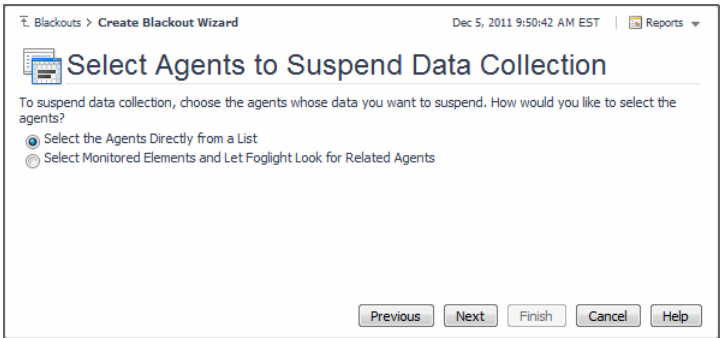 Blackouts > Create Blackout Wizard Dec 5, 2011 9:50:42 AM EST | Reports
Select Agents to Suspend Data Collection
To suspend data collection, choose the agents whose data you want to suspend. How would you like to select the
agents?
Select the Agents Directly from a List
Select Monitored Elements and Let Foglight Look for Related Agents
Previous Next Finish Cancel Help